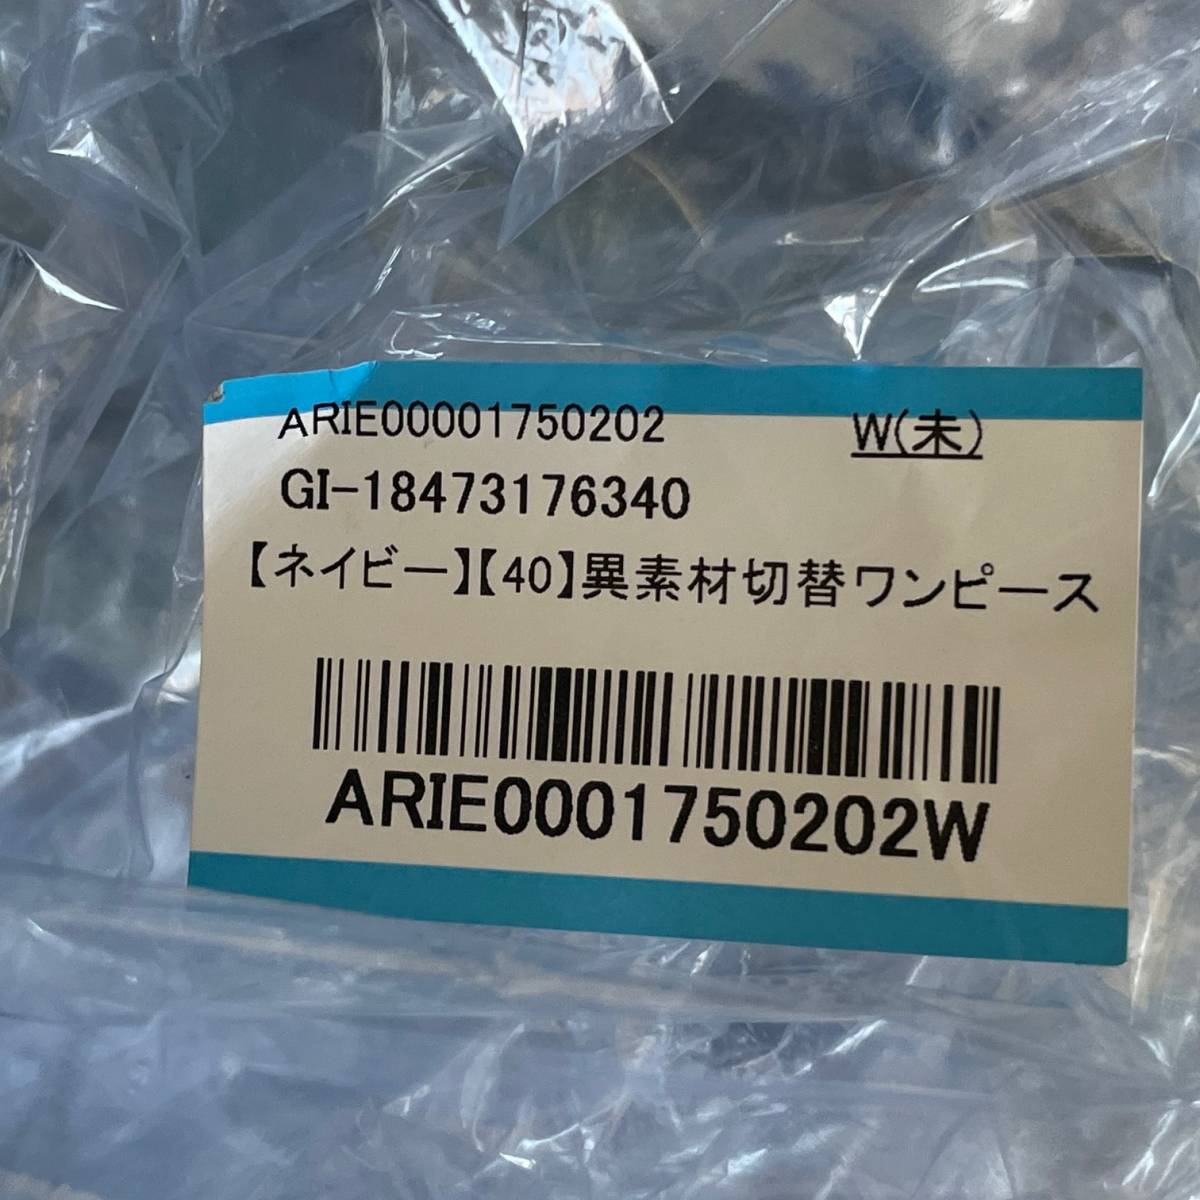 ARIE00001750202 W(未)
GI-18473176340
【ネイビー】【40】異素材切替ワンピース
ARIE0001750202W